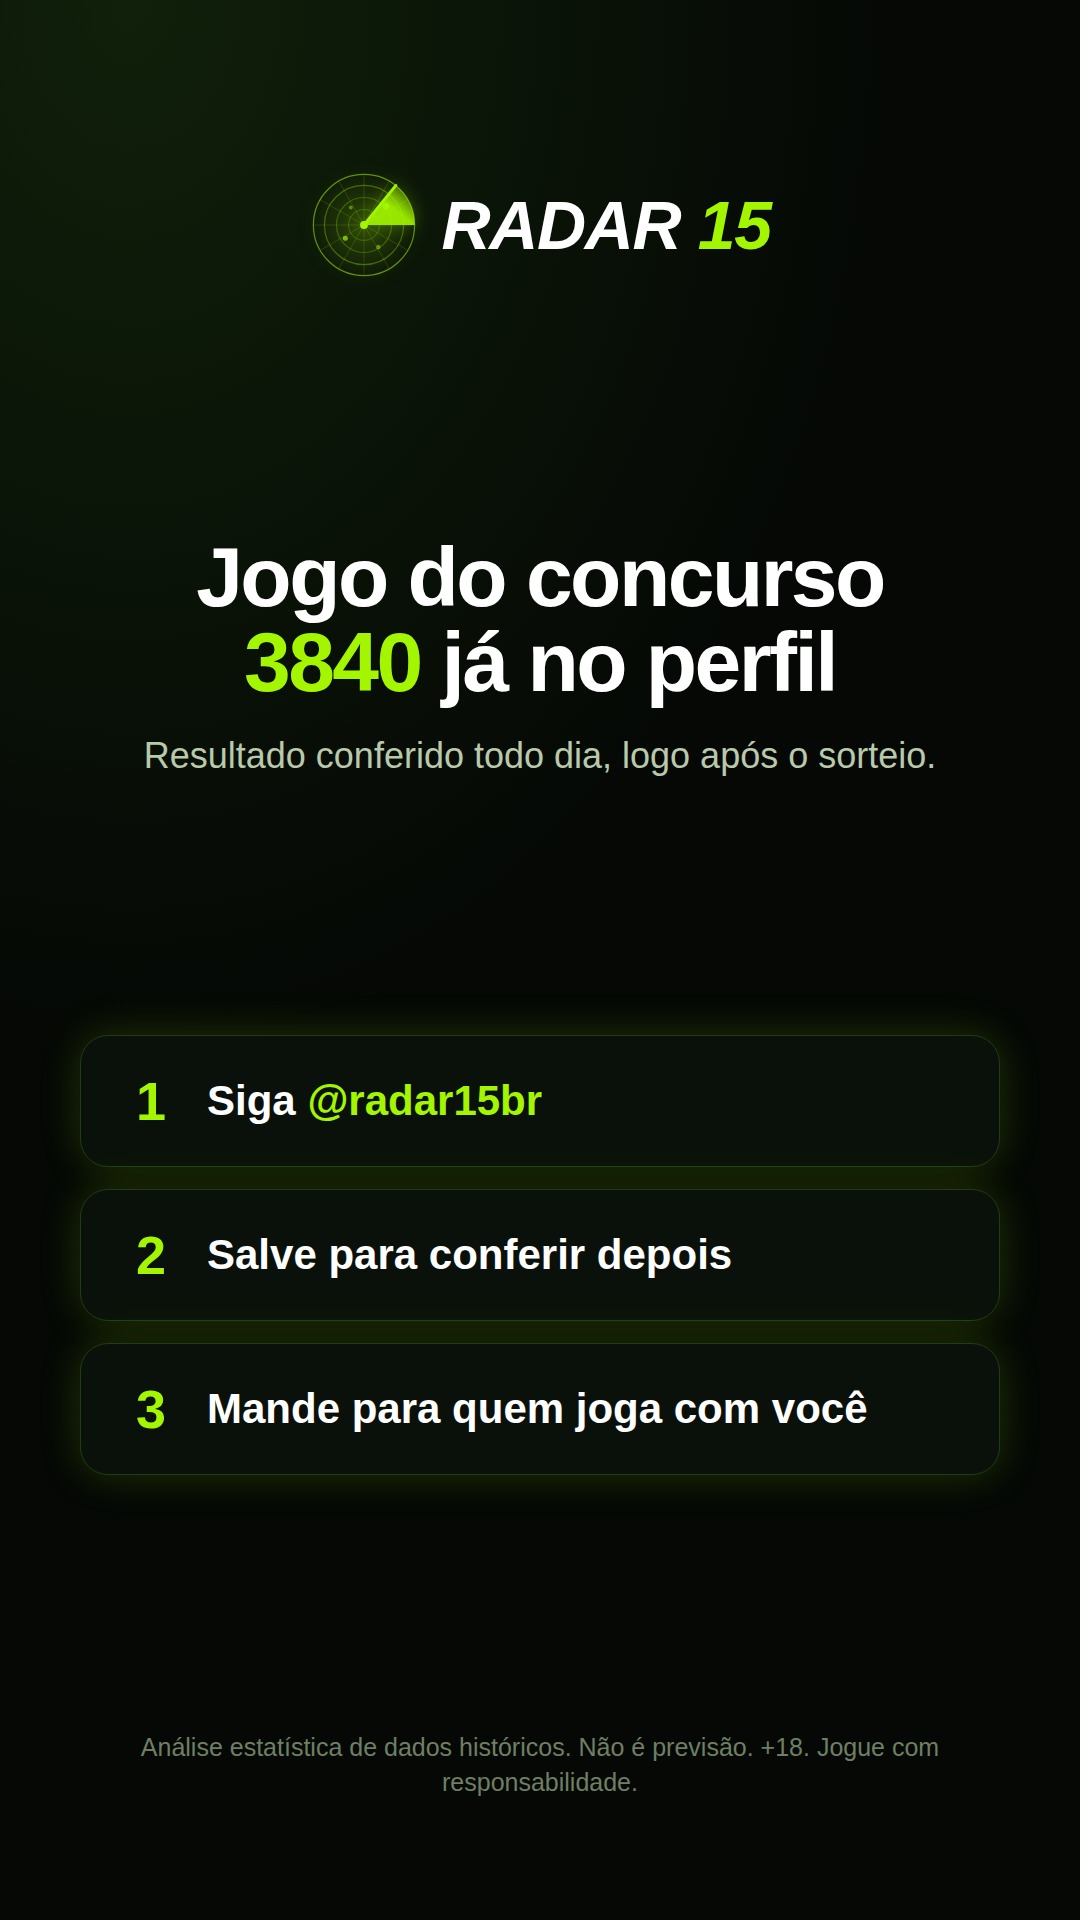 RADAR 15
Jogo do concurso
3840 já no perfil
Resultado conferido todo dia, logo após o sorteio.
1 Siga @radar15br
2 Salve para conferir depois
3 Mande para quem joga com você
Análise estatística de dados históricos. Não é previsão. +18. Jogue com
responsabilidade.